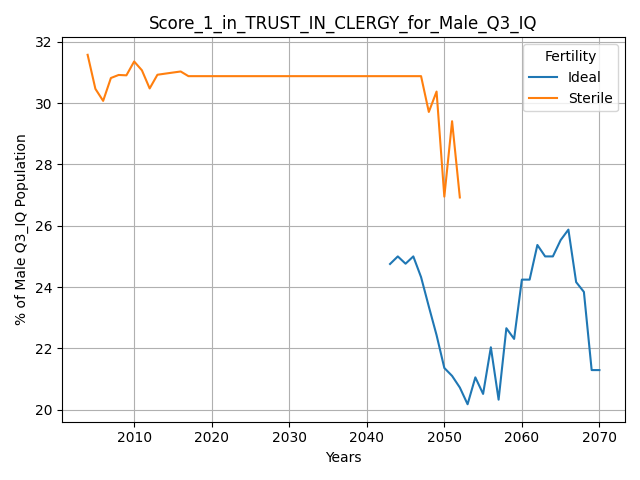 Score_1_in_TRUST_IN_CLERGY_for_Male_Q3_IQ
% of Male Q3_IQ Population
32
30
28
26
24
22
20
Fertility
Ideal
Sterile
2010 2020 2030 2040 2050 2060 2070
Years